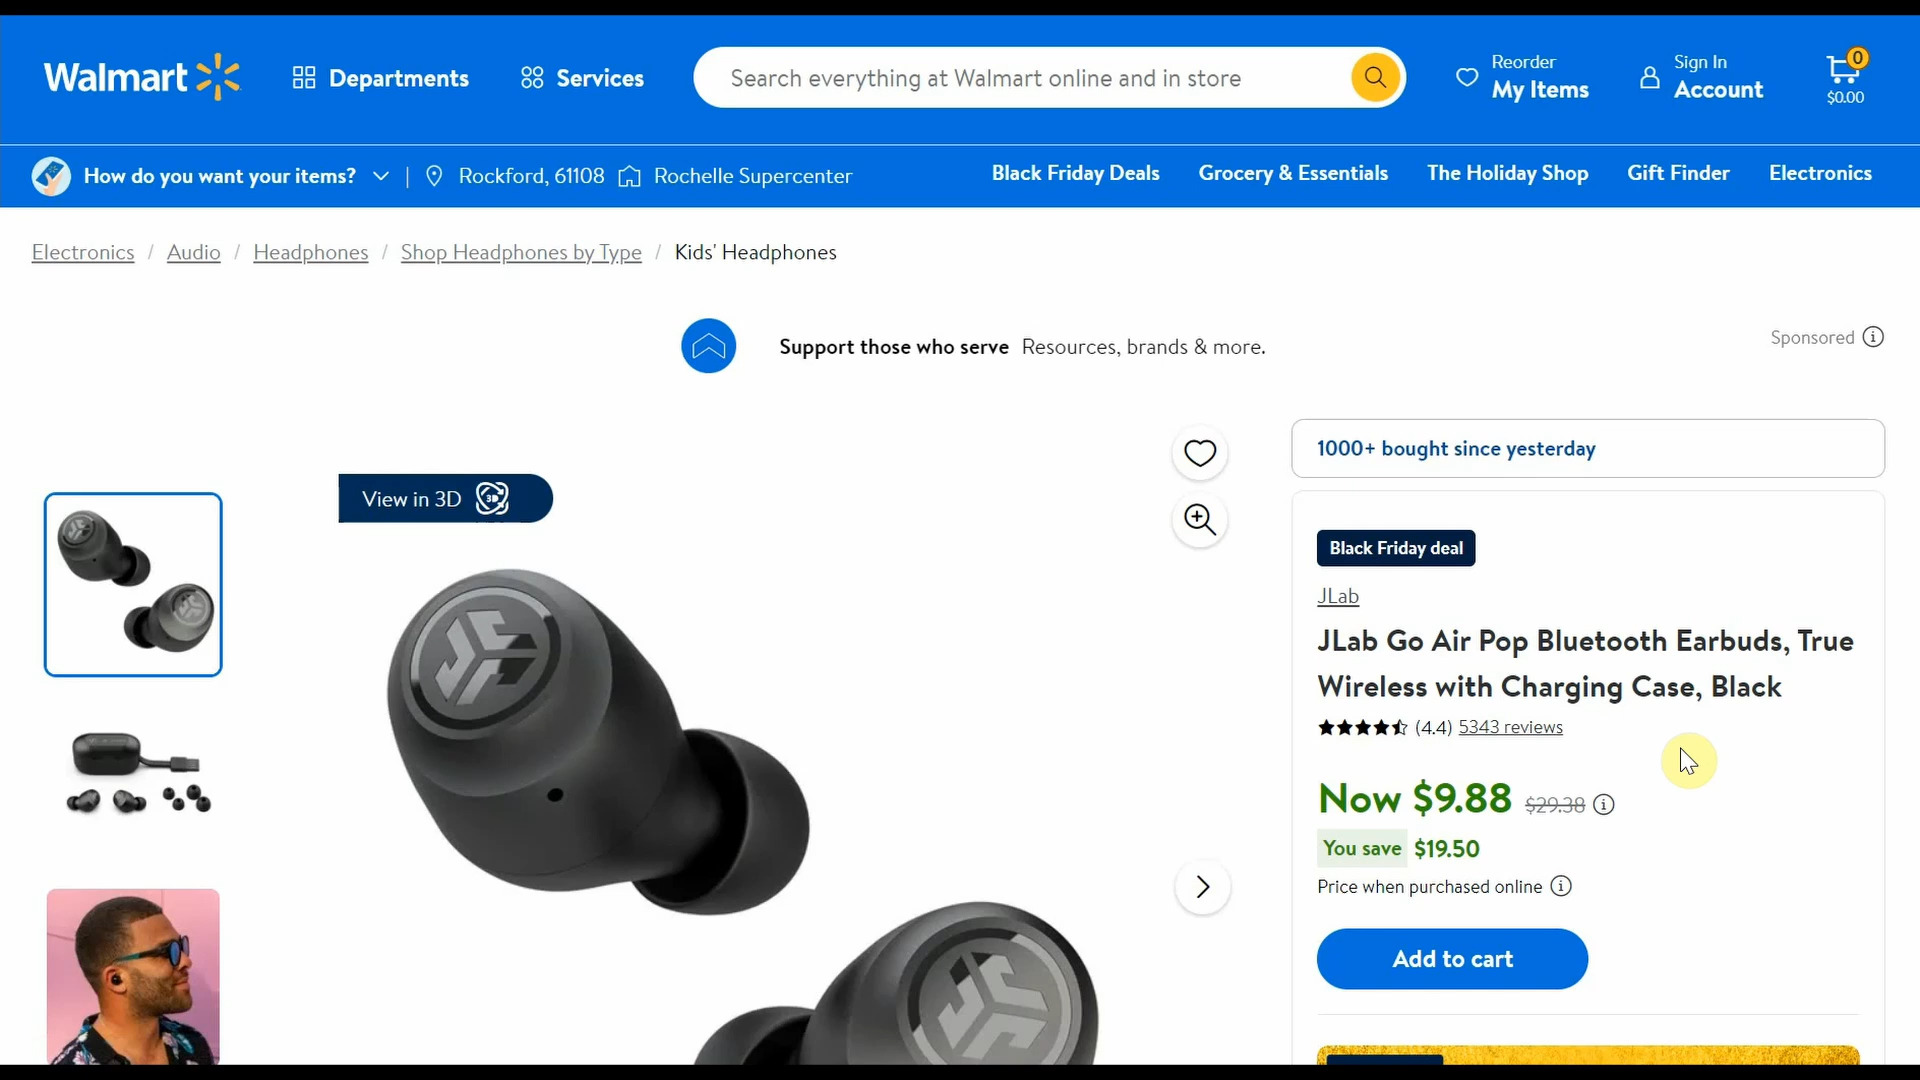 Walmart
Departments
Services
Search everything at Walmart online and in store
Reorder
My Items
Sign In
Account
0
$0.00
How do you want your items?
Rockford, 61108
Rochelle Supercenter
Black Friday Deals
Grocery & Essentials
The Holiday Shop
Gift Finder
Electronics
Electronics / Audio / Headphones / Shop Headphones by Type / Kids' Headphones
Support those who serve Resources, brands & more.
Sponsored
View in 3D
3D
1000+ bought since yesterday
Black Friday deal
JLab
JLab Go Air Pop Bluetooth Earbuds, True
Wireless with Charging Case, Black
(4.4) 5343 reviews
Now $9.88 $29.38
You save $19.50
Price when purchased online
Add to cart